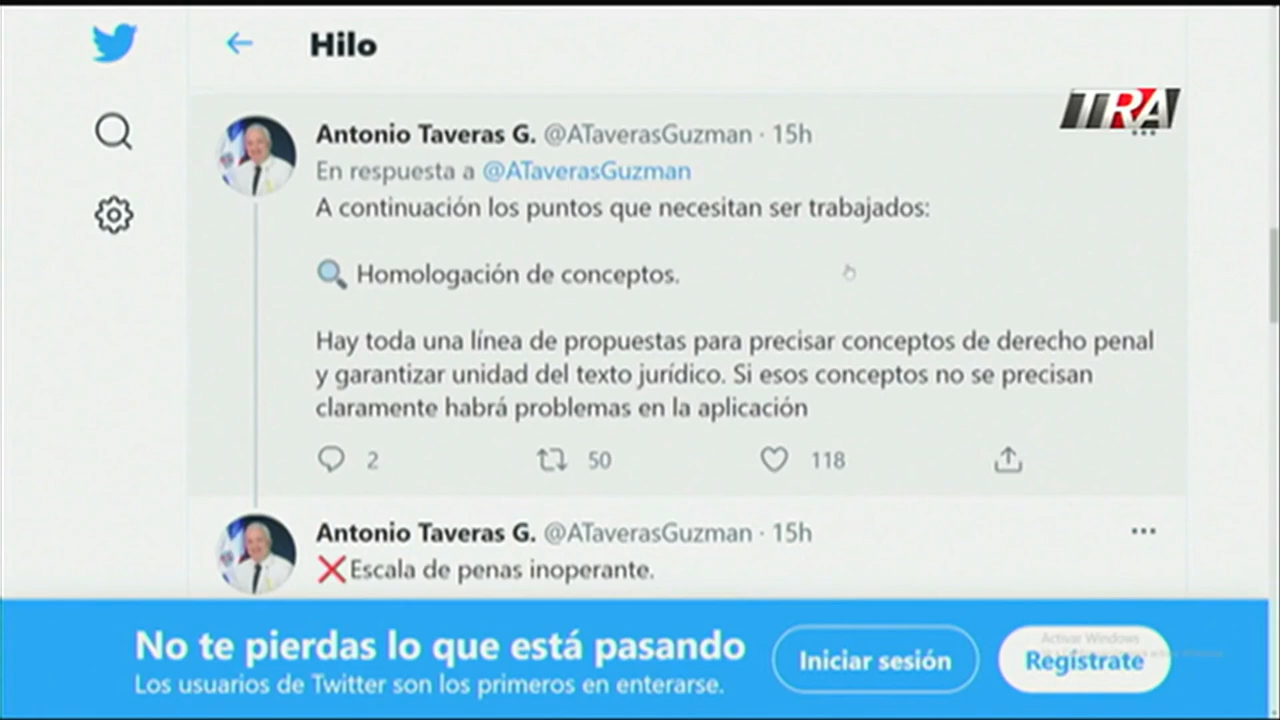 Hilo
TRA
Antonio Taveras G. @ATaverasGuzman · 15h
En respuesta a @ATaverasGuzman
A continuación los puntos que necesitan ser trabajados:
🔍 Homologación de conceptos.
Hay toda una línea de propuestas para precisar conceptos de derecho penal
y garantizar unidad del texto jurídico. Si esos conceptos no se precisan
claramente habrá problemas en la aplicación
2 50 118
Antonio Taveras G. @ATaverasGuzman · 15h
❌Escala de penas inoperante.
No te pierdas lo que está pasando
Los usuarios de Twitter son los primeros en enterarse.
Iniciar sesión
Regístrate
Activar Windows